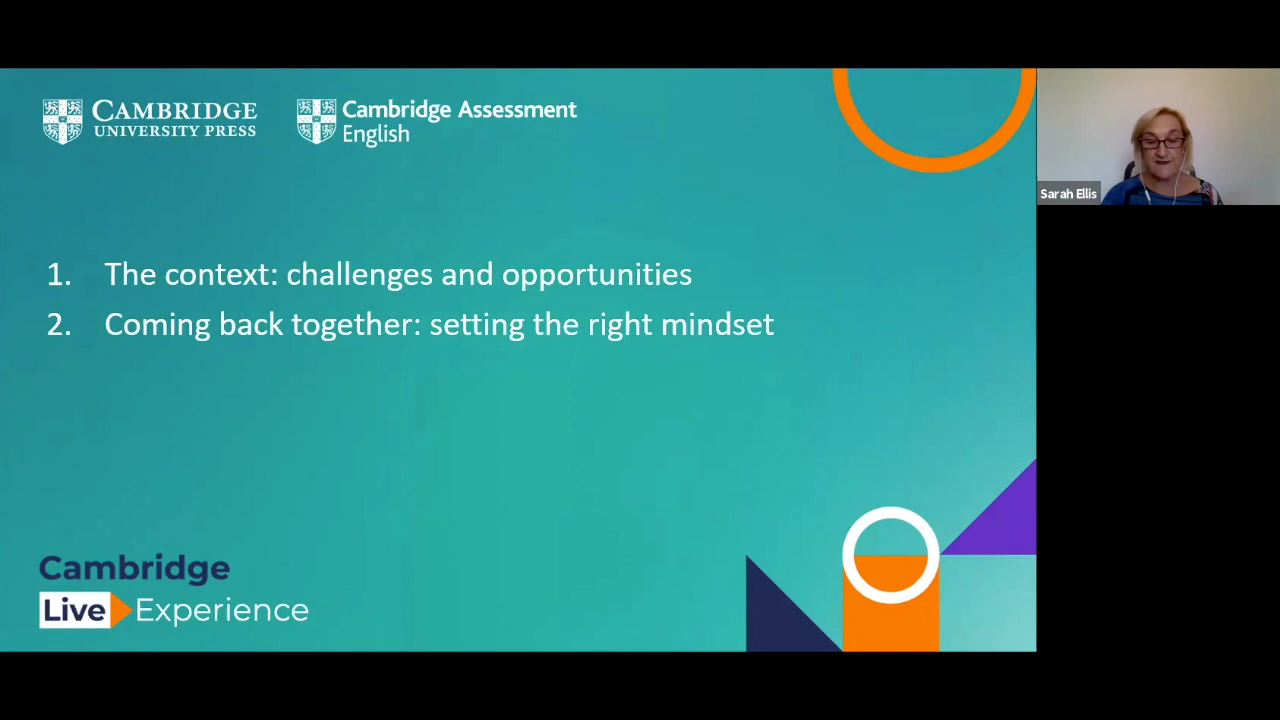 CAMBRIDGE
UNIVERSITY PRESS
Cambridge Assessment
English
Sarah Ellis
1. The context: challenges and opportunities
2. Coming back together: setting the right mindset
Cambridge
Live Experience